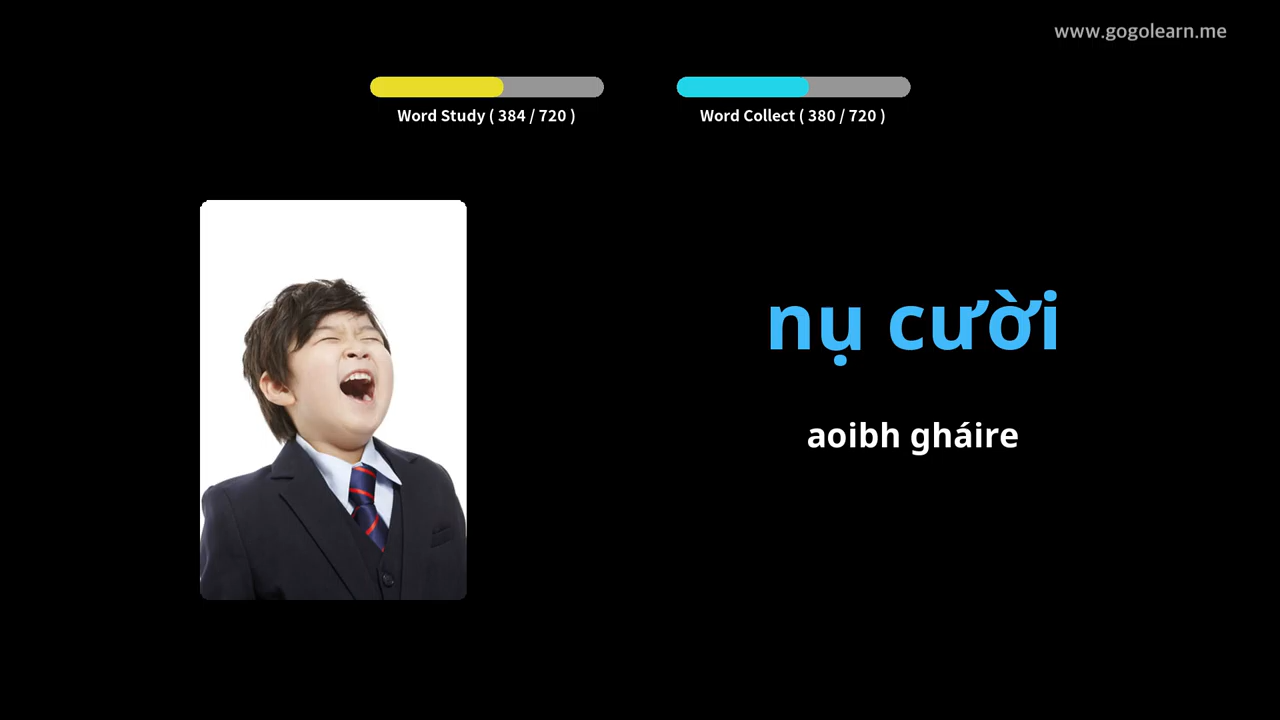 www.gogolearn.me
Word Study ( 384 / 720 )
Word Collect ( 380 / 720 )
nụ cười
aoibh gháire